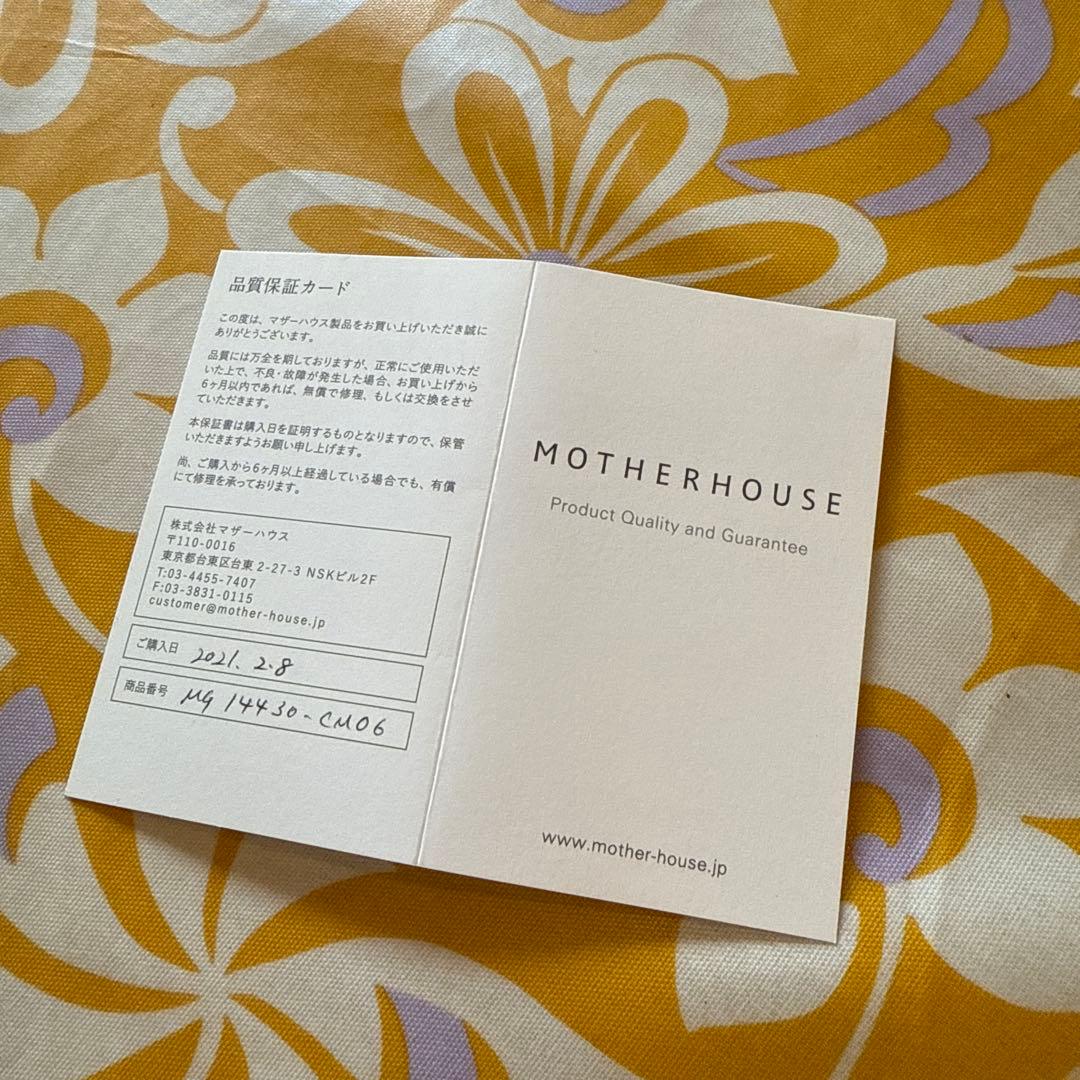 品質保証カード
この度は、マザーハウス製品をお買い上げいただき誠に
ありがとうございます。
品質には万全を期しておりますが、正常にご使用いただ
いた上で、不良・故障が発生した場合、お買い上げから
6ヶ月以内であれば、無償で修理、もしくは交換をさせ
ていただきます。
本保証書は購入日を証明するものとなりますので、保管
いただきますようお願い申し上げます。
尚、ご購入から6ヶ月以上経過している場合でも、有償
にて修理を承っております。
株式会社マザーハウス
〒110-0016
東京都台東区台東 2-27-3 NSKビル2F
T:03-4455-7407
F:03-3831-0115
customer@mother-house.jp
ご購入日 2021. 2.8
商品番号 MG 14430-CM06
MOTHERHOUSE
Product Quality and Guarantee
www.mother-house.jp